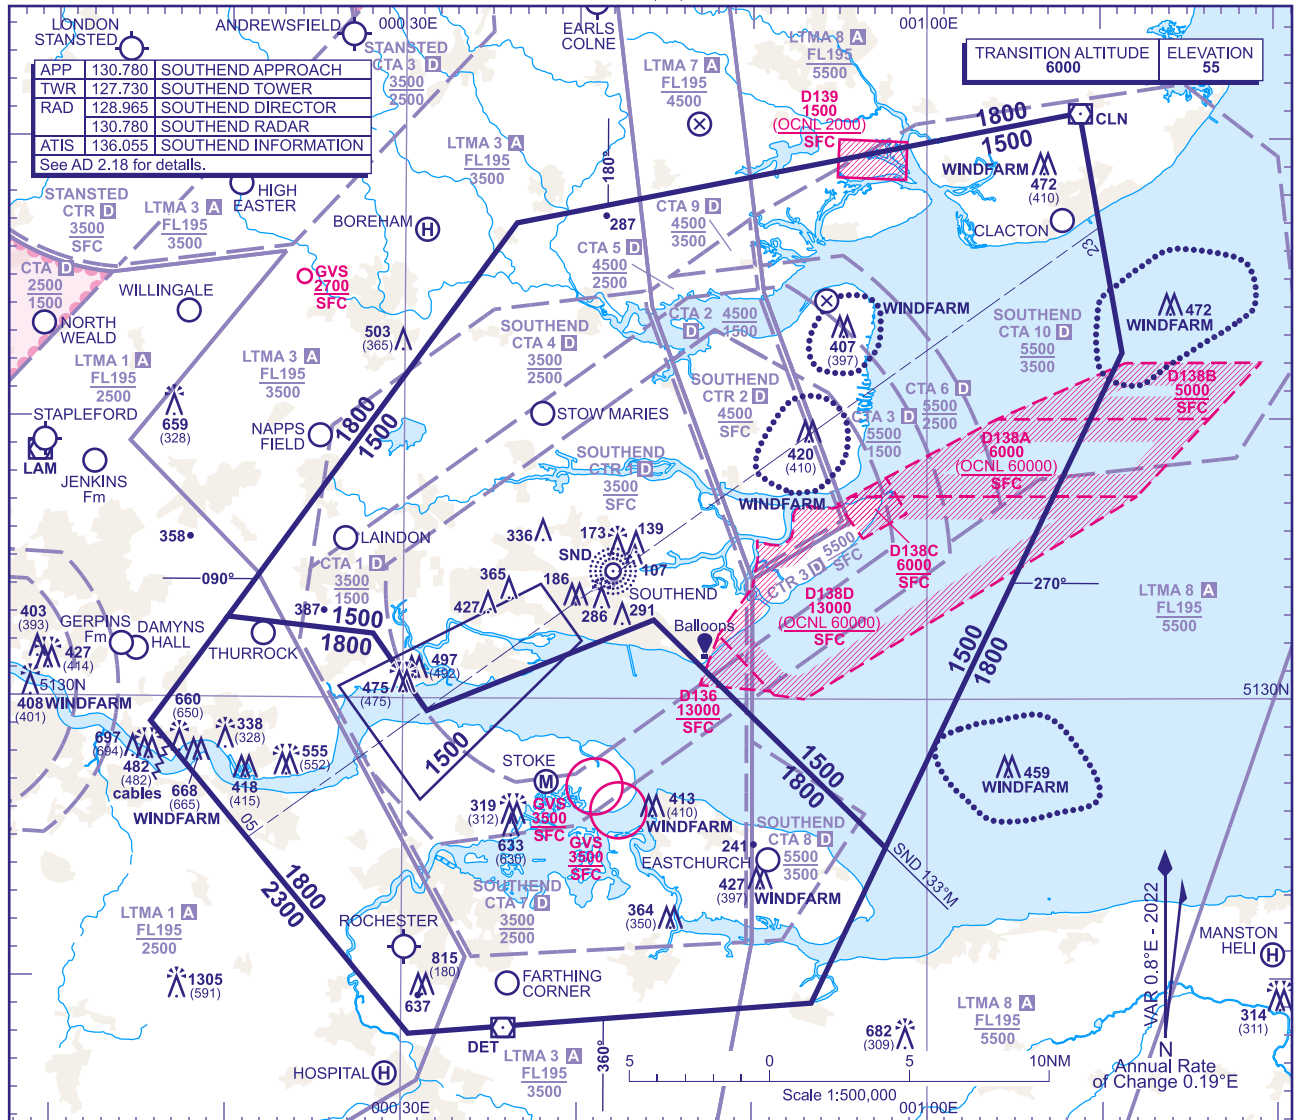 00030E
00100E
LONDON
STANSTED
ANDREWSFIELD
EARLS
COLNE
STANSTED
CTA 3 D
3500
2500
LTMA 8 A
FL195
5500
TRANSITION ALTITUDE
6000
ELEVATION
55
APP 130.780 SOUTHEND APPROACH
TWR 127.730 SOUTHEND TOWER
RAD 128.965 SOUTHEND DIRECTOR
130.780 SOUTHEND RADAR
ATIS 136.055 SOUTHEND INFORMATION
See AD 2.18 for details.
LTMA 7 A
FL195
4500
D139
1500
(OCNL 2000)
SFC
1800
1500
CLN
LTMA 3 A
FL195
3500
180°
WINDFARM
472
(410)
HIGH
EASTER
STANSTED
CTR D
3500
SFC
LTMA 3 A
FL195
3500
BOREHAM
H
287
CTA 9 D
4500
3500
CLACTON
23
CTA 5 D
4500
2500
CTA D
2500
1500
GVS
2700
SFC
WILLINGALE
NORTH
WEALD
503
(365)
SOUTHEND
CTA 4 D
3500
2500
CTA 2 D
4500
1500
WINDFARM
407
(397)
SOUTHEND
CTA 10 D
5500
3500
472
WINDFARM
LTMA 1 A
FL195
2500
LTMA 3 A
FL195
3500
SOUTHEND
CTR 2 D
4500
SFC
CTA 6 D
5500
2500
D138B
5000
SFC
STAPLEFORD
LAM
659
(328)
1800
1500
NAPPS
FIELD
STOW MARIES
CTA 3 D
5500
1500
420
(410)
WINDFARM
D138A
6000
(OCNL 60000)
SFC
JENKINS
Fm
SOUTHEND
CTR 1 D
3500
SFC
358
LAINDON
336
173
139
SND
107
D138C
6000
SFC
CTA 1 D
3500
1500
090°
365
186
427
286
291
SOUTHEND
CTR 3 D
5500
SFC
270°
LTMA 8 A
FL195
5500
D138D
13000
(OCNL 60000)
SFC
403
(393)
GERPINS
Fm
DAMYNS
HALL
427
(414)
387
1500
1800
THURROCK
Balloons
1500
1800
5130N
408
(401)
WINDFARM
475
(475)
497
(492)
D136
13000
SFC
5130N
660
(650)
338
(328)
697
(694)
482
(482)
cables
555
(552)
668
(665)
418
(415)
WINDFARM
1500
STOKE
M
1500
1800
459
WINDFARM
05
319
(312)
633
(630)
GVS
3500
SFC
GVS
3500
SFC
413
(410)
WINDFARM
SOUTHEND
CTA 8 D
5500
3500
241
EASTCHURCH
427
(397)
WINDFARM
SND 133°M
1800
2300
SOUTHEND
CTA 7 D
3500
2500
LTMA 1 A
FL195
2500
ROCHESTER
364
(350)
VAR 0.8°E - 2022
MANSTON
HELI
H
1305
(591)
815
(180)
637
FARTHING
CORNER
314
(311)
LTMA 8 A
FL195
5500
682
(309)
DET
360°
LTMA 3 A
FL195
3500
HOSPITAL
H
5 0 5 10NM
Scale 1:500,000
N
Annual Rate
of Change 0.19°E
00030E
00100E